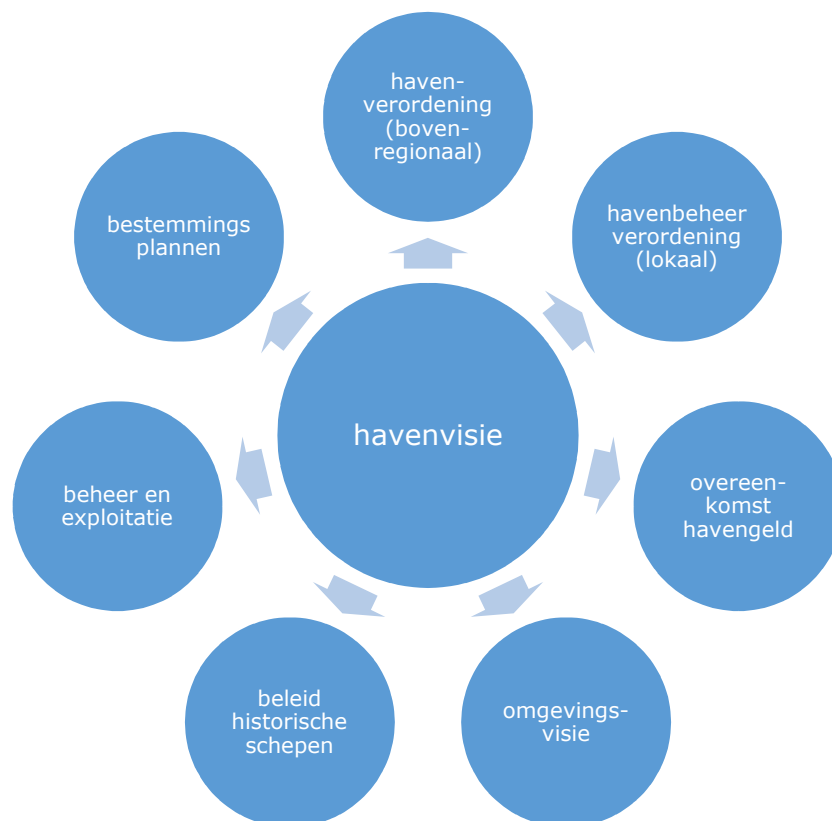 haven-
verordening
(boven-
regionaal)
havenbeheer
verordening
(lokaal)
overeen-
komst
havengeld
omgevings-
visie
beleid
historische
schepen
beheer en
exploitatie
bestemmings
plannen
havenvisie